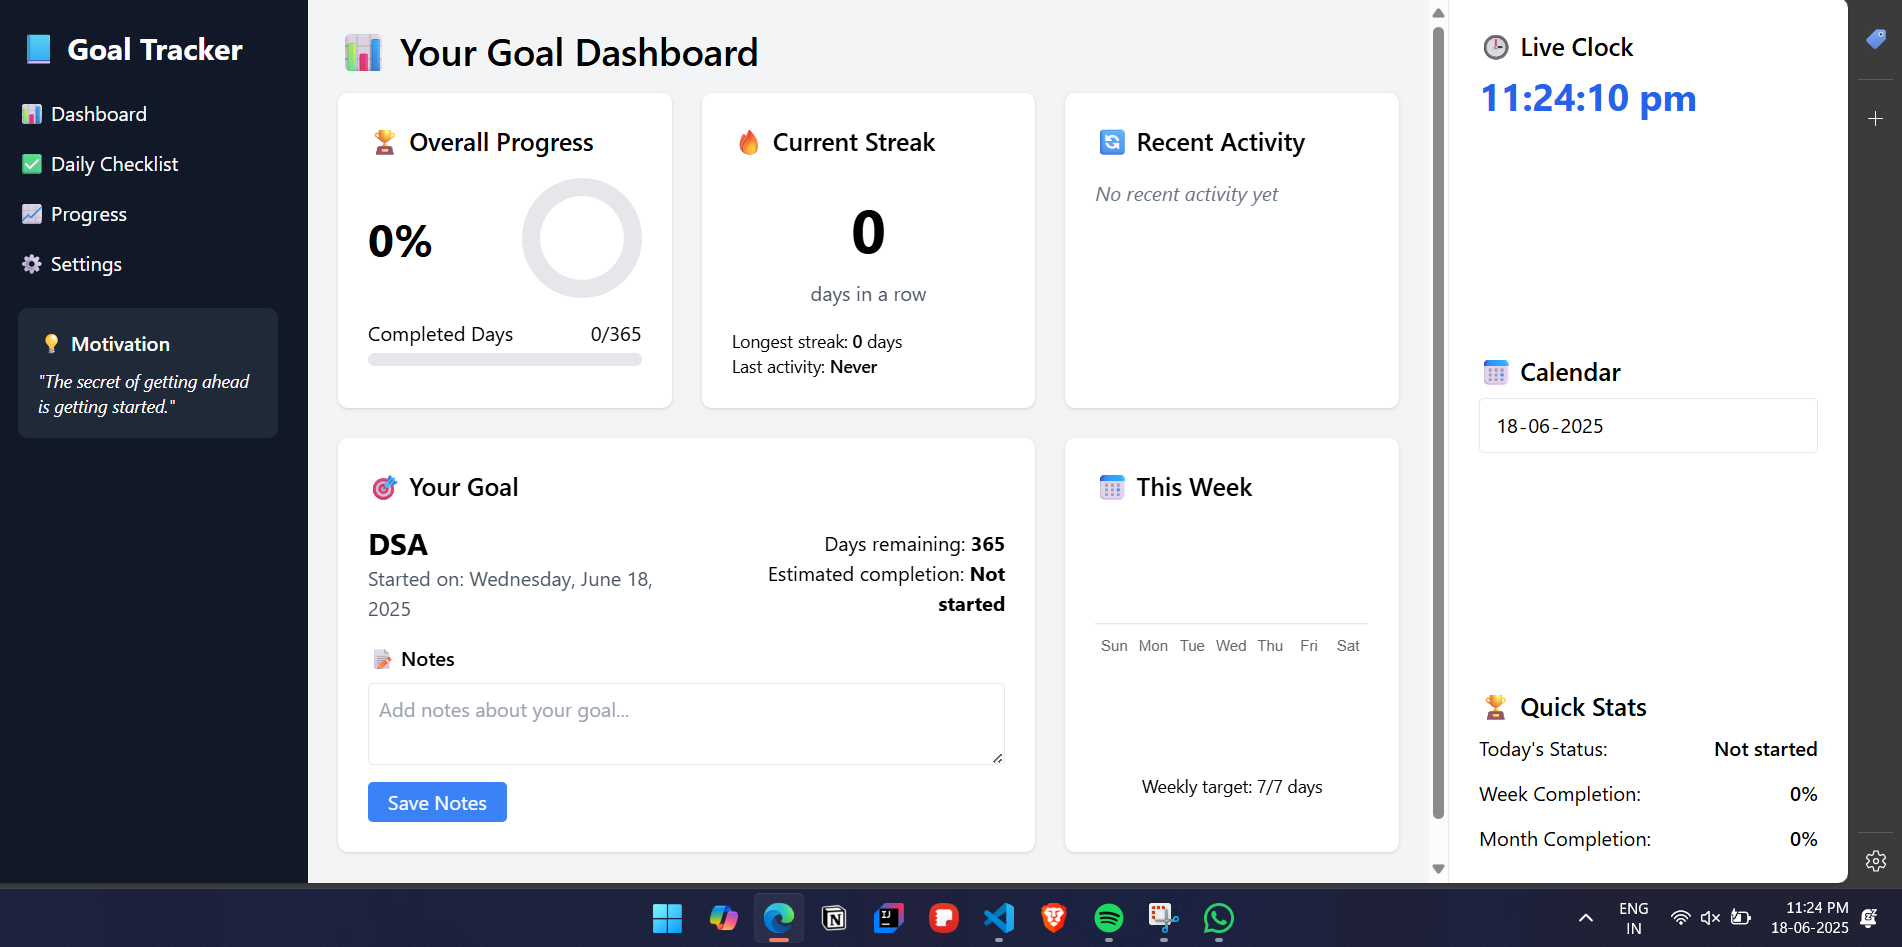 Goal Tracker
Dashboard
Daily Checklist
Progress
Settings
Motivation
"The secret of getting ahead
is getting started."
Your Goal Dashboard
Overall Progress
0%
Completed Days 0/365
Current Streak
0
days in a row
Longest streak: 0 days
Last activity: Never
Recent Activity
No recent activity yet
Your Goal
DSA
Started on: Wednesday, June 18,
2025
Days remaining: 365
Estimated completion: Not
started
Notes
Add notes about your goal...
Save Notes
This Week
Sun Mon Tue Wed Thu Fri Sat
Weekly target: 7/7 days
Live Clock
11:24:10 pm
Calendar
18-06-2025
Quick Stats
Today's Status: Not started
Week Completion: 0%
Month Completion: 0%
ENG
IN
11:24 PM
18-06-2025